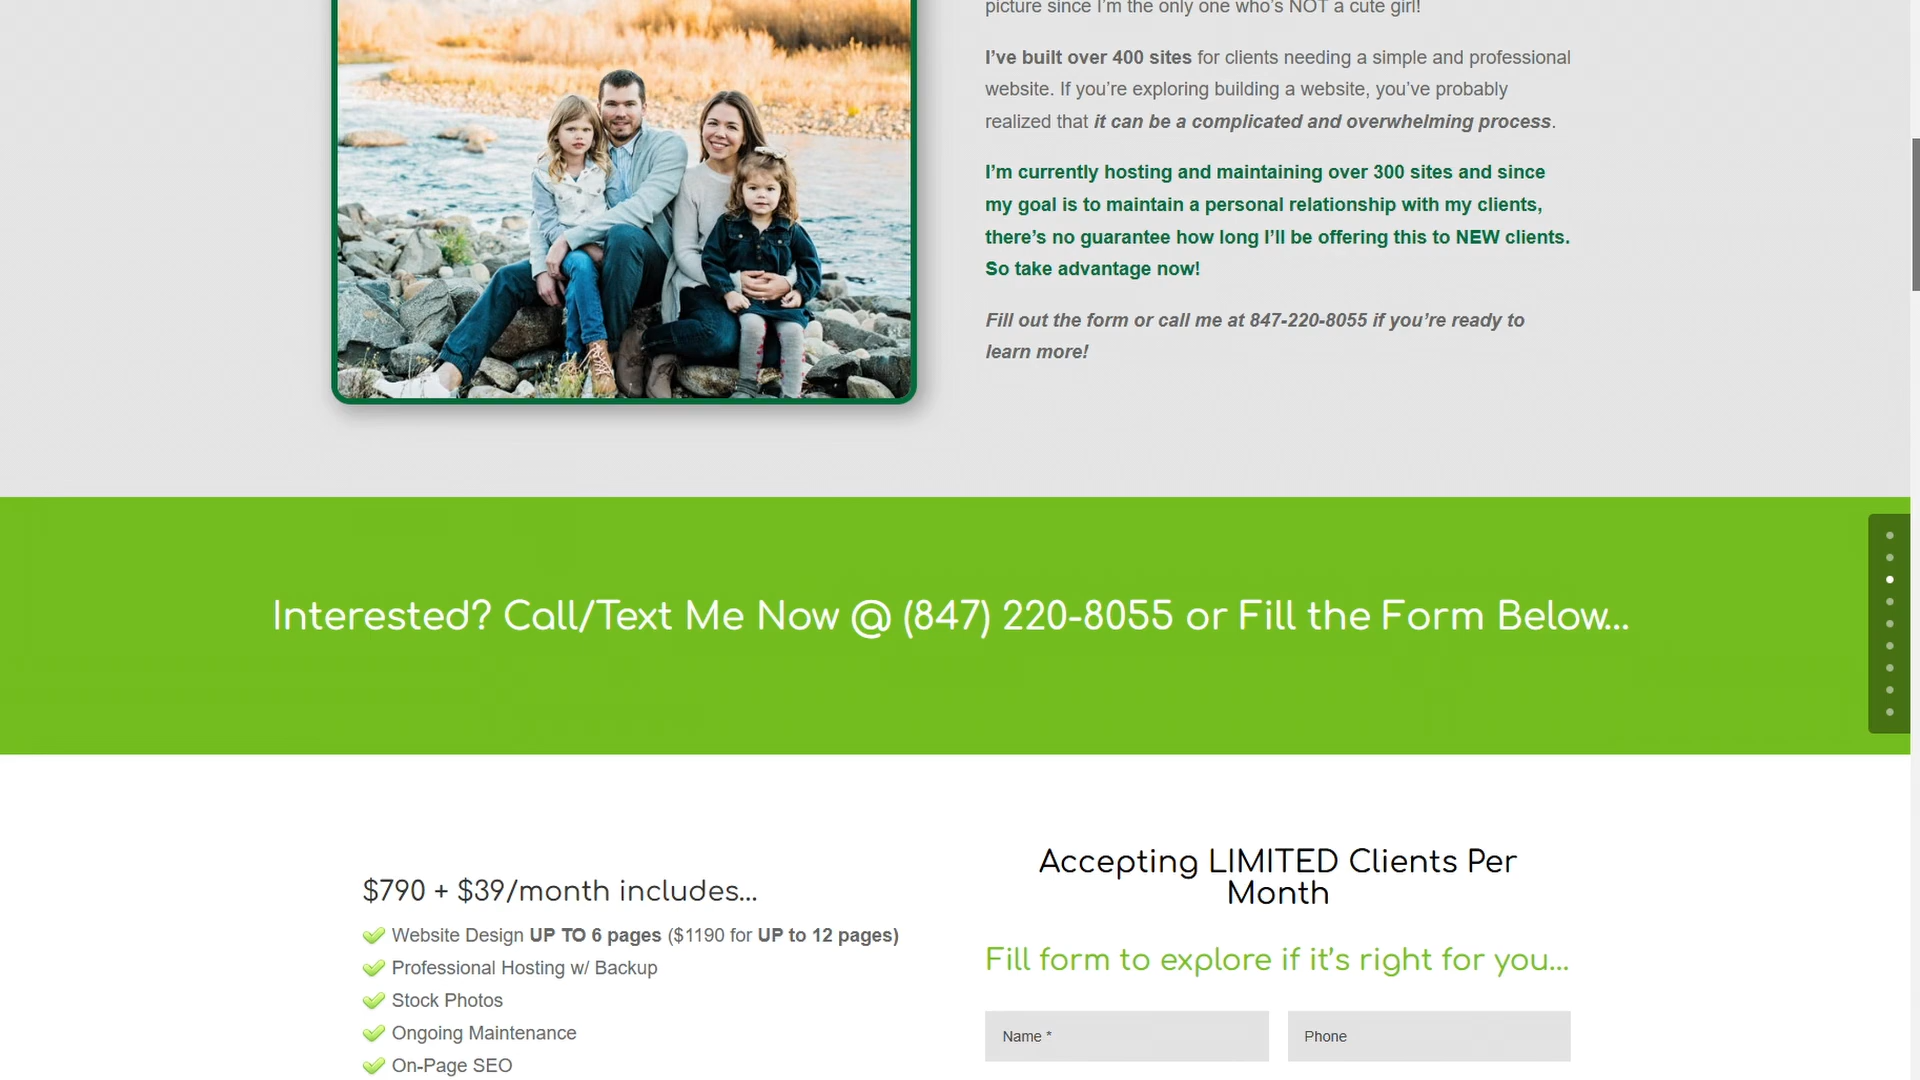 picture since I'm the only one who's NOT a cute girl!
I've built over 400 sites for clients needing a simple and professional
website. If you're exploring building a website, you've probably
realized that it can be a complicated and overwhelming process.
I'm currently hosting and maintaining over 300 sites and since
my goal is to maintain a personal relationship with my clients,
there's no guarantee how long I'll be offering this to NEW clients.
So take advantage now!
Fill out the form or call me at 847-220-8055 if you're ready to
learn more!
Interested? Call/Text Me Now @ (847) 220-8055 or Fill the Form Below...
$790 + $39/month includes...
Website Design UP TO 6 pages ($1190 for UP to 12 pages)
Professional Hosting w/ Backup
Stock Photos
Ongoing Maintenance
On-Page SEO
Accepting LIMITED Clients Per
Month
Fill form to explore if it's right for you...
Name *
Phone